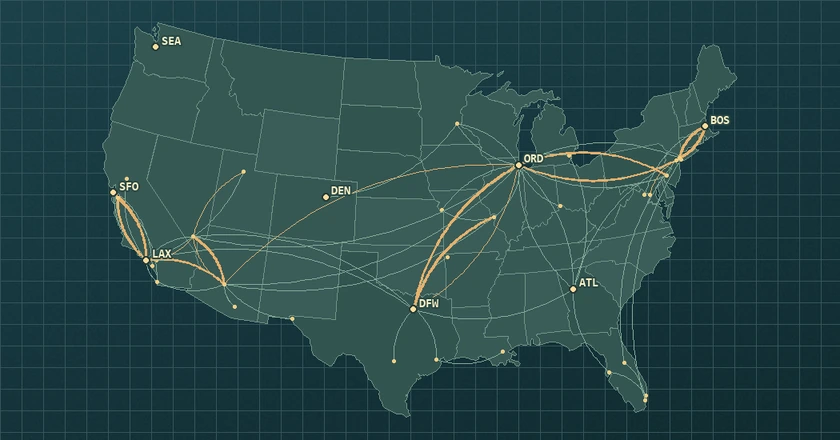 SEA
BOS
ORD
SFO
DEN
LAX
ATL
DFW